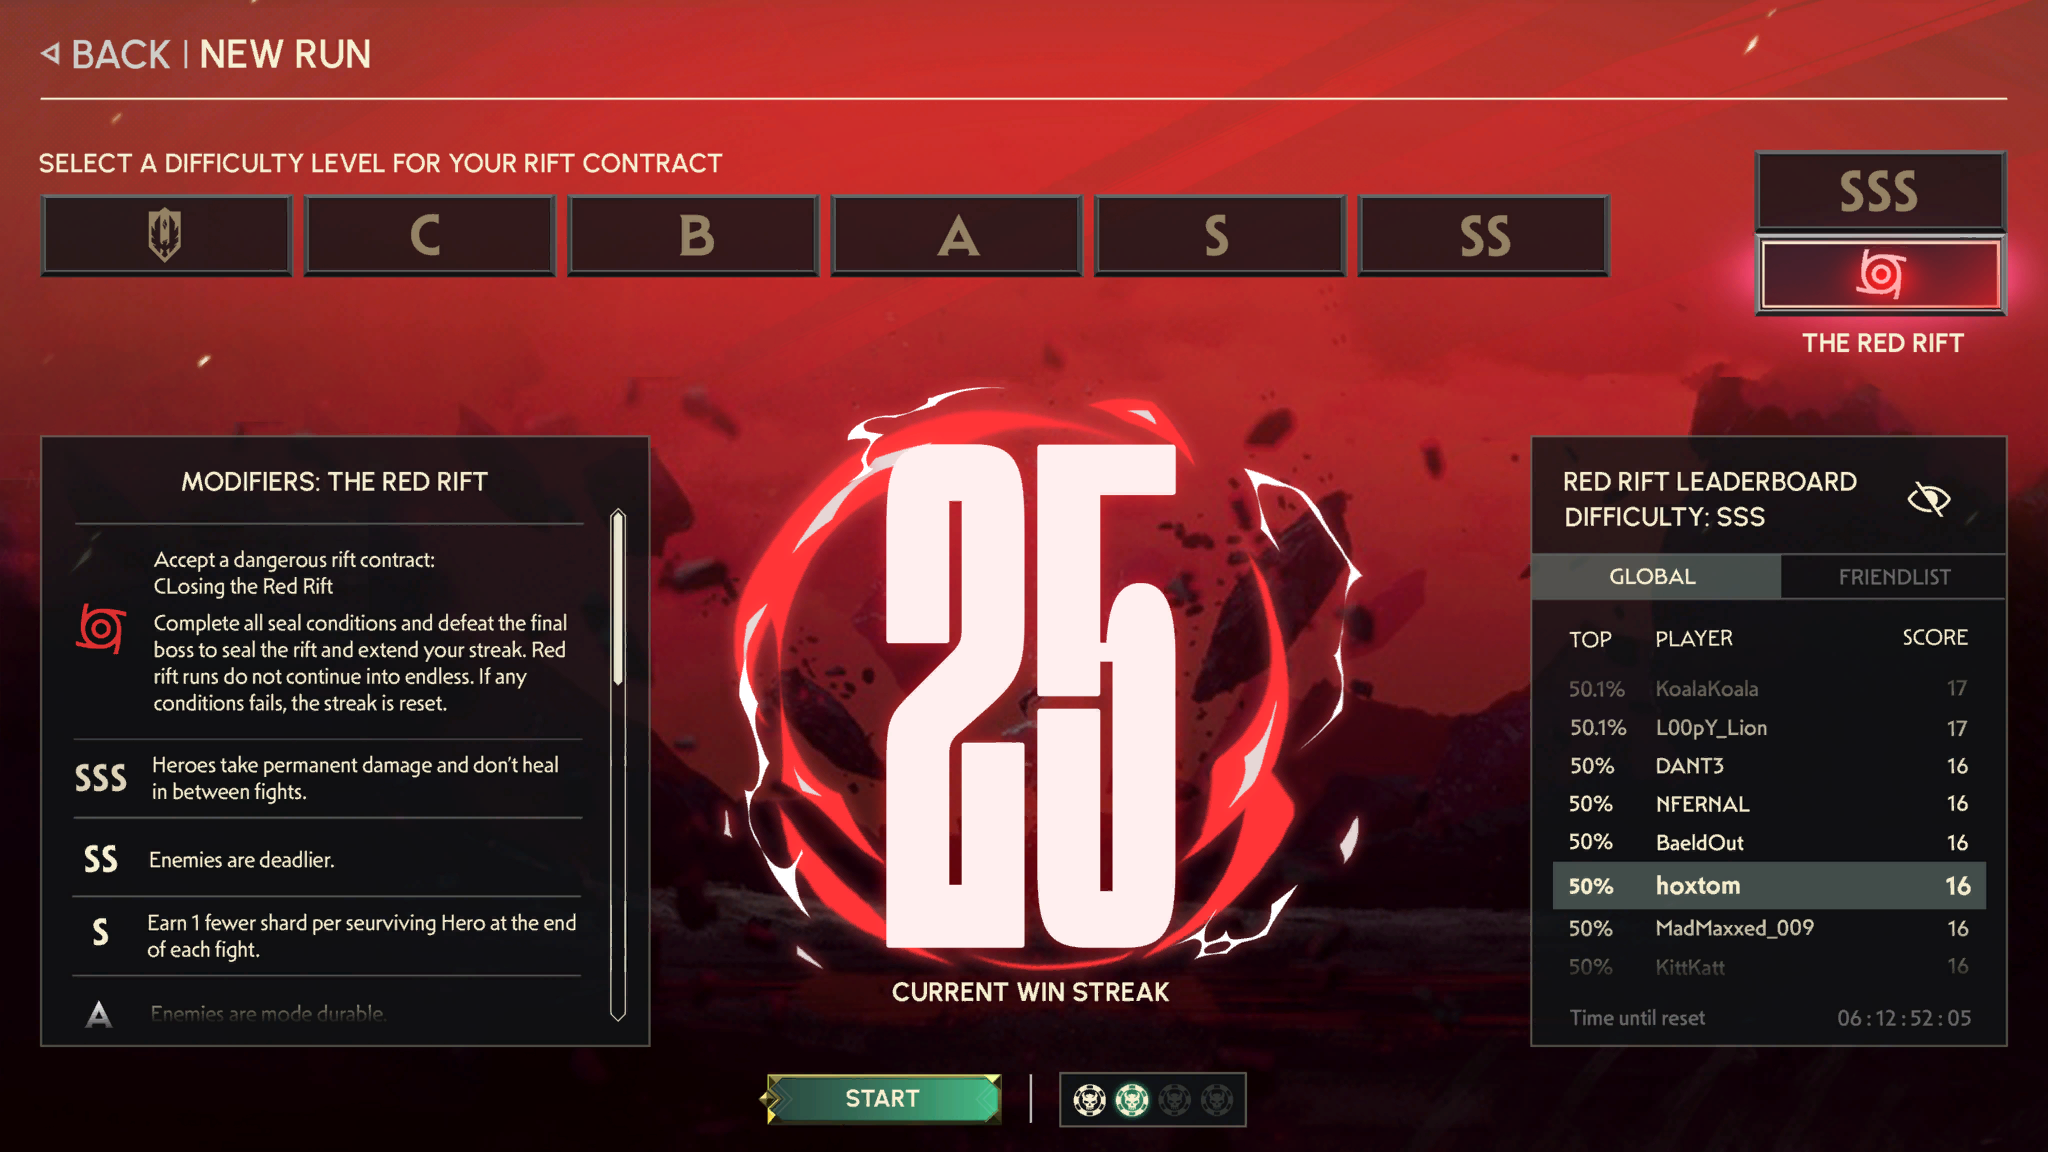 BACK | NEW RUN
SELECT A DIFFICULTY LEVEL FOR YOUR RIFT CONTRACT
C
B
A
S
SS
SSS
THE RED RIFT
MODIFIERS: THE RED RIFT
Accept a dangerous rift contract:
CLosing the Red Rift
Complete all seal conditions and defeat the final
boss to seal the rift and extend your streak. Red
rift runs do not continue into endless. If any
conditions fails, the streak is reset.
SSS Heroes take permanent damage and don't heal
in between fights.
SS Enemies are deadlier.
S Earn 1 fewer shard per seurviving Hero at the end
of each fight.
A Enemies are mode durable.
25
CURRENT WIN STREAK
START
RED RIFT LEADERBOARD
DIFFICULTY: SSS
GLOBAL FRIENDLIST
TOP PLAYER SCORE
50.1% KoalaKoala 17
50.1% L00pY_Lion 17
50% DANT3 16
50% NFERNAL 16
50% BaeldOut 16
50% hoxtom 16
50% MadMaxxed_009 16
50% KittKatt 16
Time until reset 06:12:52:05